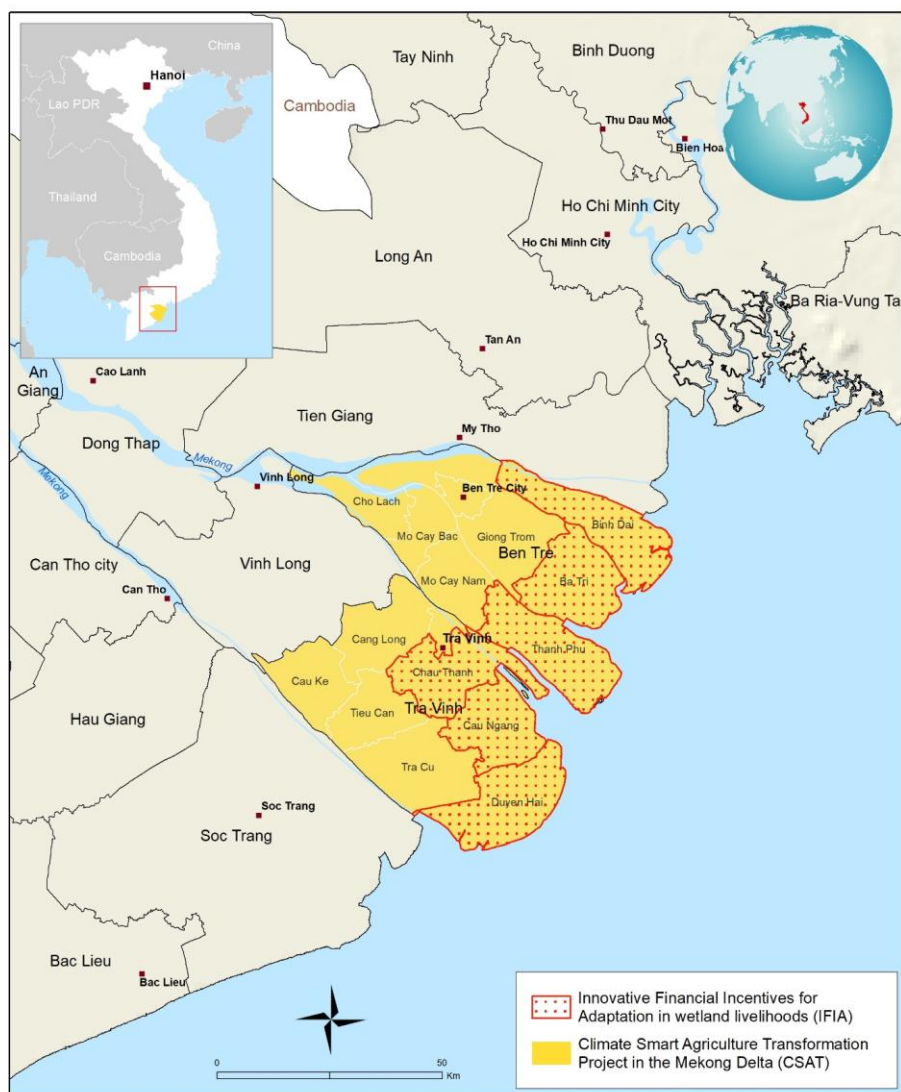 China
Hanoi
Lao PDR
Thailand
Cambodia
Cambodia
Tay Ninh
Binh Duong
Thu Dau Mot
Bien Hoa
Ho Chi Minh City
Ho Chi Minh City
Long An
Ba Ria-Vung Ta
Tan An
An
Giang
Cao Lanh
Tien Giang
Dong Thap
My Tho
Mekong
Mekong
Vinh Long
Ben Tre City
Cho Lach
Binh Dai
Mo Cay Bac
Giong Trom
Ben Tre
Vinh Long
Can Tho city
Ba Tri
Mo Cay Nam
Can Tho
Cang Long
Tra Vinh
Thanh Phu
Chau Thanh
Cau Ke
Hau Giang
Tieu Can
Tra Vinh
Cau Ngang
Tra Cu
Duyen Hai
Soc Trang
Soc Trang
Bac Lieu
Bac Lieu
Innovative Financial Incentives for
Adaptation in wetland livelihoods (IFIA)
Climate Smart Agriculture Transformation
Project in the Mekong Delta (CSAT)
0 50
Km